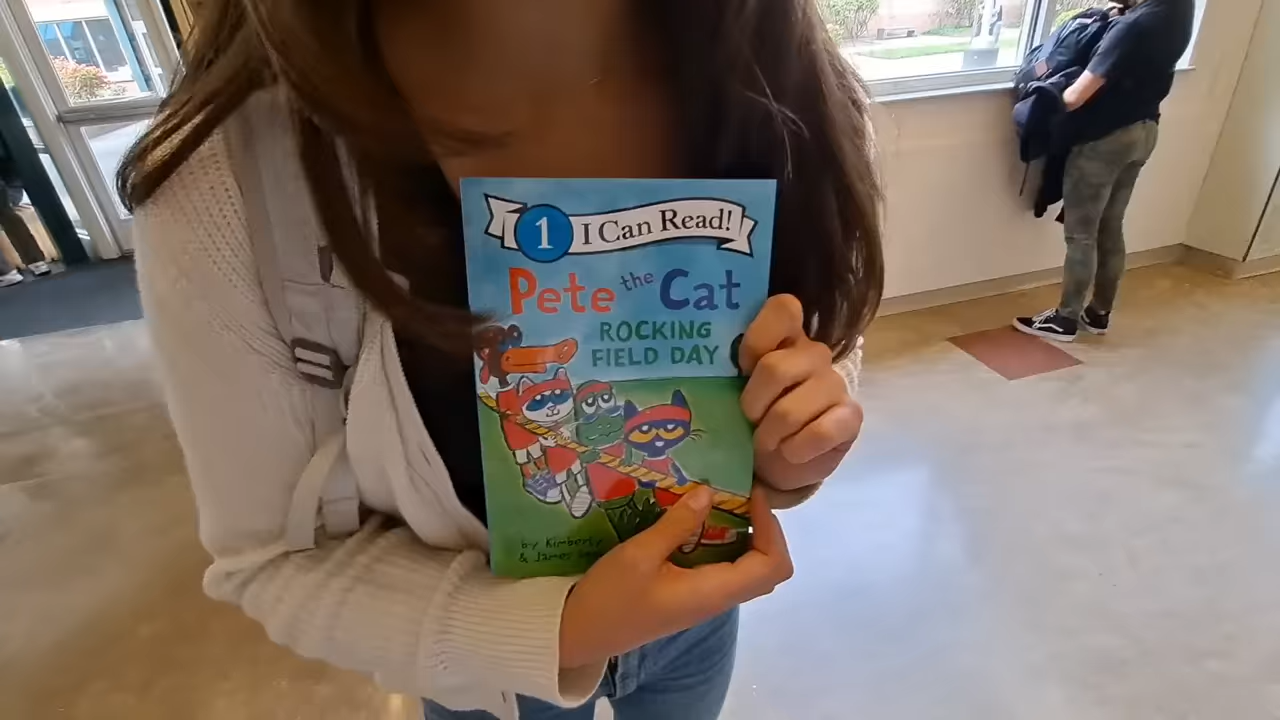 1 I Can Read!
Pete the Cat
ROCKING
FIELD DAY
by Kimberly
& James